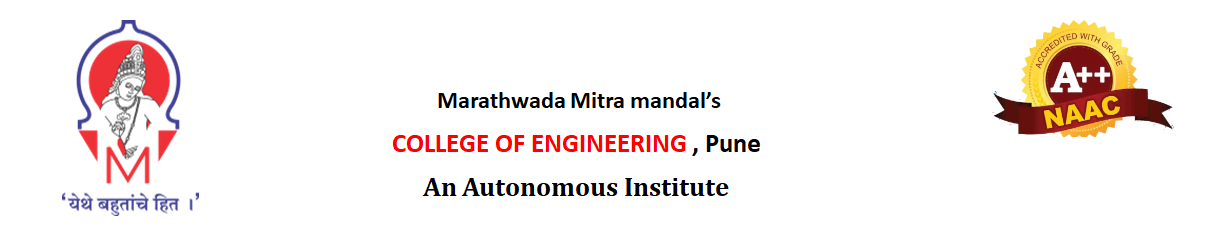 M
‘येथे बहुतांचे हित ।’
Marathwada Mitra mandal’s
COLLEGE OF ENGINEERING , Pune
An Autonomous Institute
ACCREDITED WITH GRADE
A++
NAAC